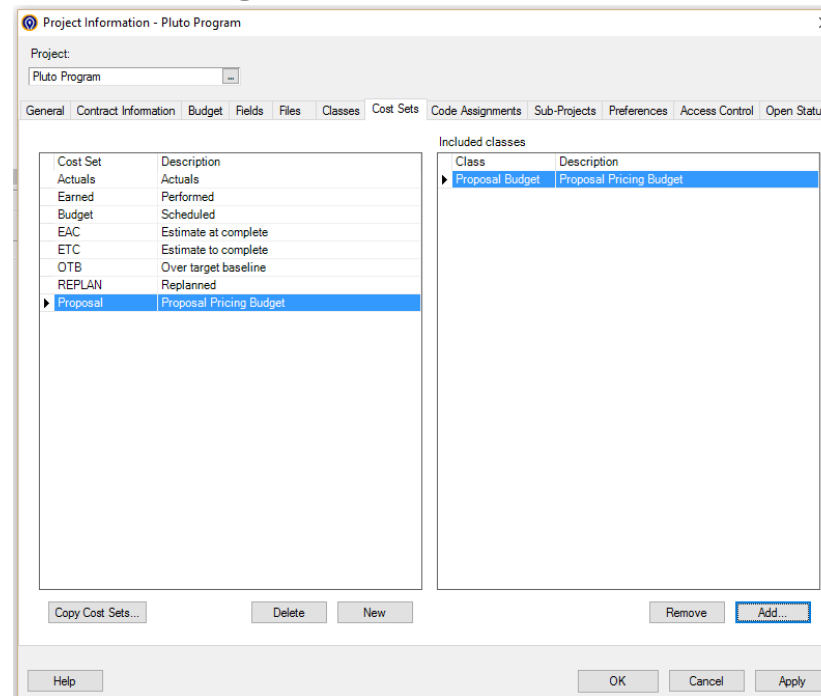 Project Information - Pluto Program
Project:
Pluto Program ...
General Contract Information Budget Fields Files Classes Cost Sets Code Assignments Sub-Projects Preferences Access Control Open Statu
Included classes
Cost Set Description
Actuals Actuals
Earned Performed
Budget Scheduled
EAC Estimate at complete
ETC Estimate to complete
OTB Over target baseline
REPLAN Replanned
Proposal Proposal Pricing Budget
Class Description
Proposal Budget Proposal Pricing Budget
Copy Cost Sets... Delete New Remove Add...
Help OK Cancel Apply